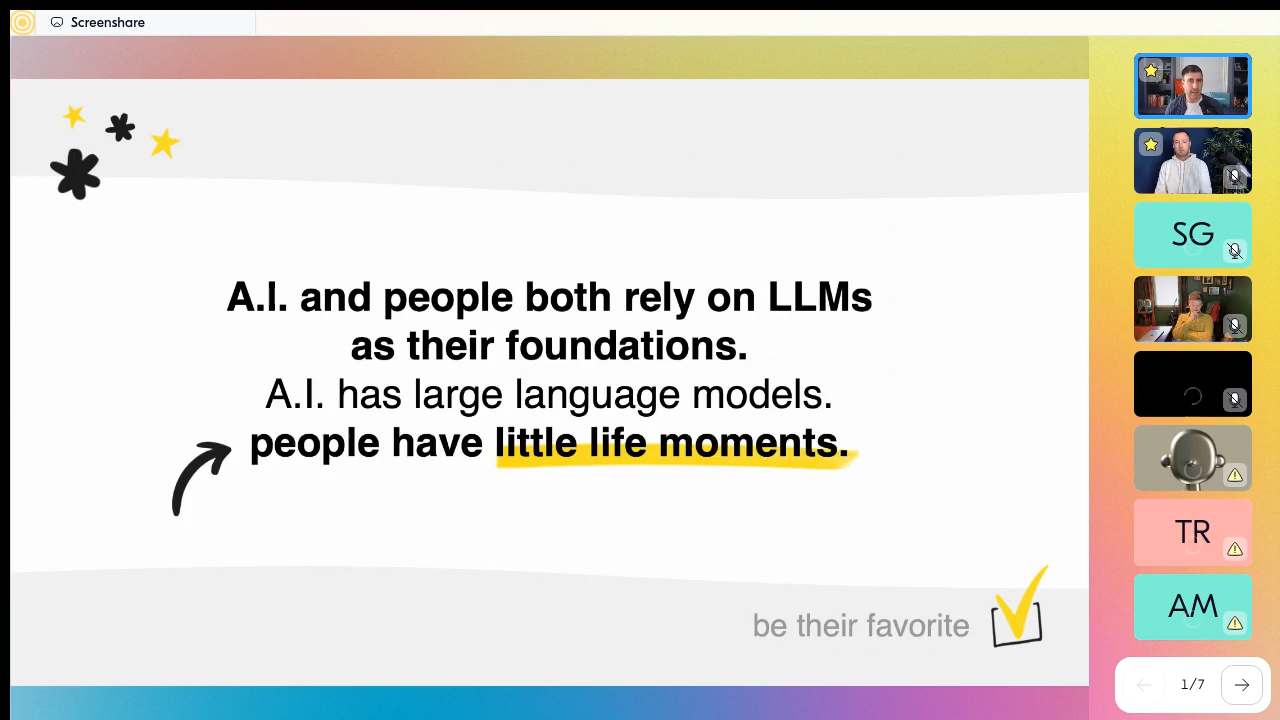 Screenshare
A.I. and people both rely on LLMs
as their foundations.
A.I. has large language models.
people have little life moments.
be their favorite
SG
TR
AM
1/7